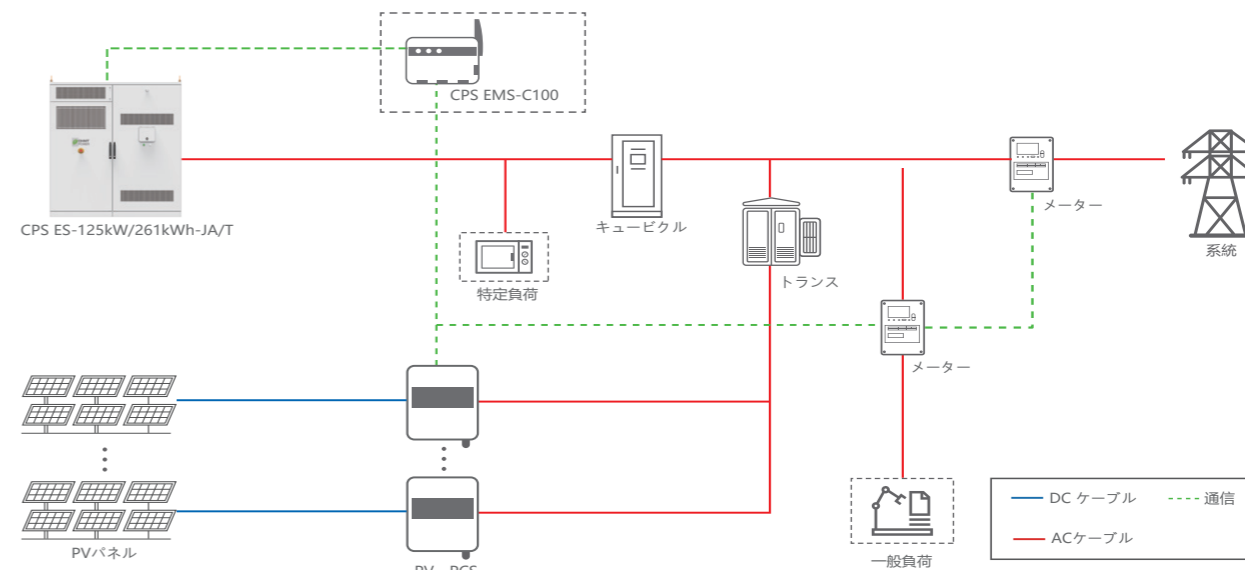 CPS EMS-C100
CPS ES-125kW/261kWh-JA/T
キュービクル
メーター
系統
特定負荷
トランス
メーター
DC ケーブル
通信
ACケーブル
PVパネル
PV PCS
一般負荷